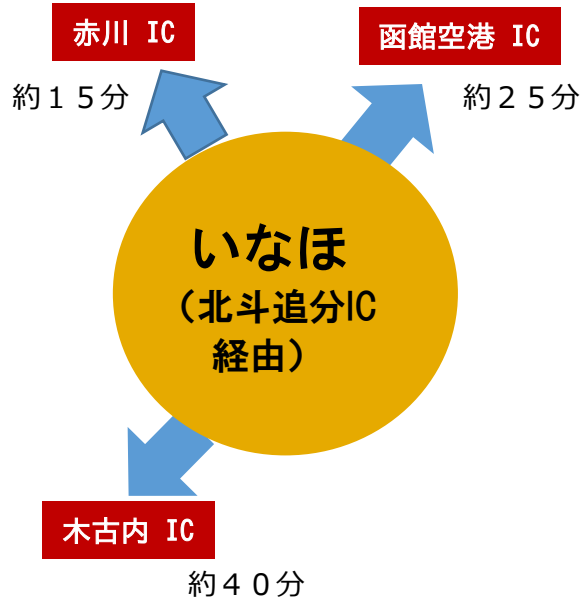 赤川 IC
函館空港 IC
約１５分
約２５分
いなほ
（北斗追分IC
経由）
木古内 IC
約４０分